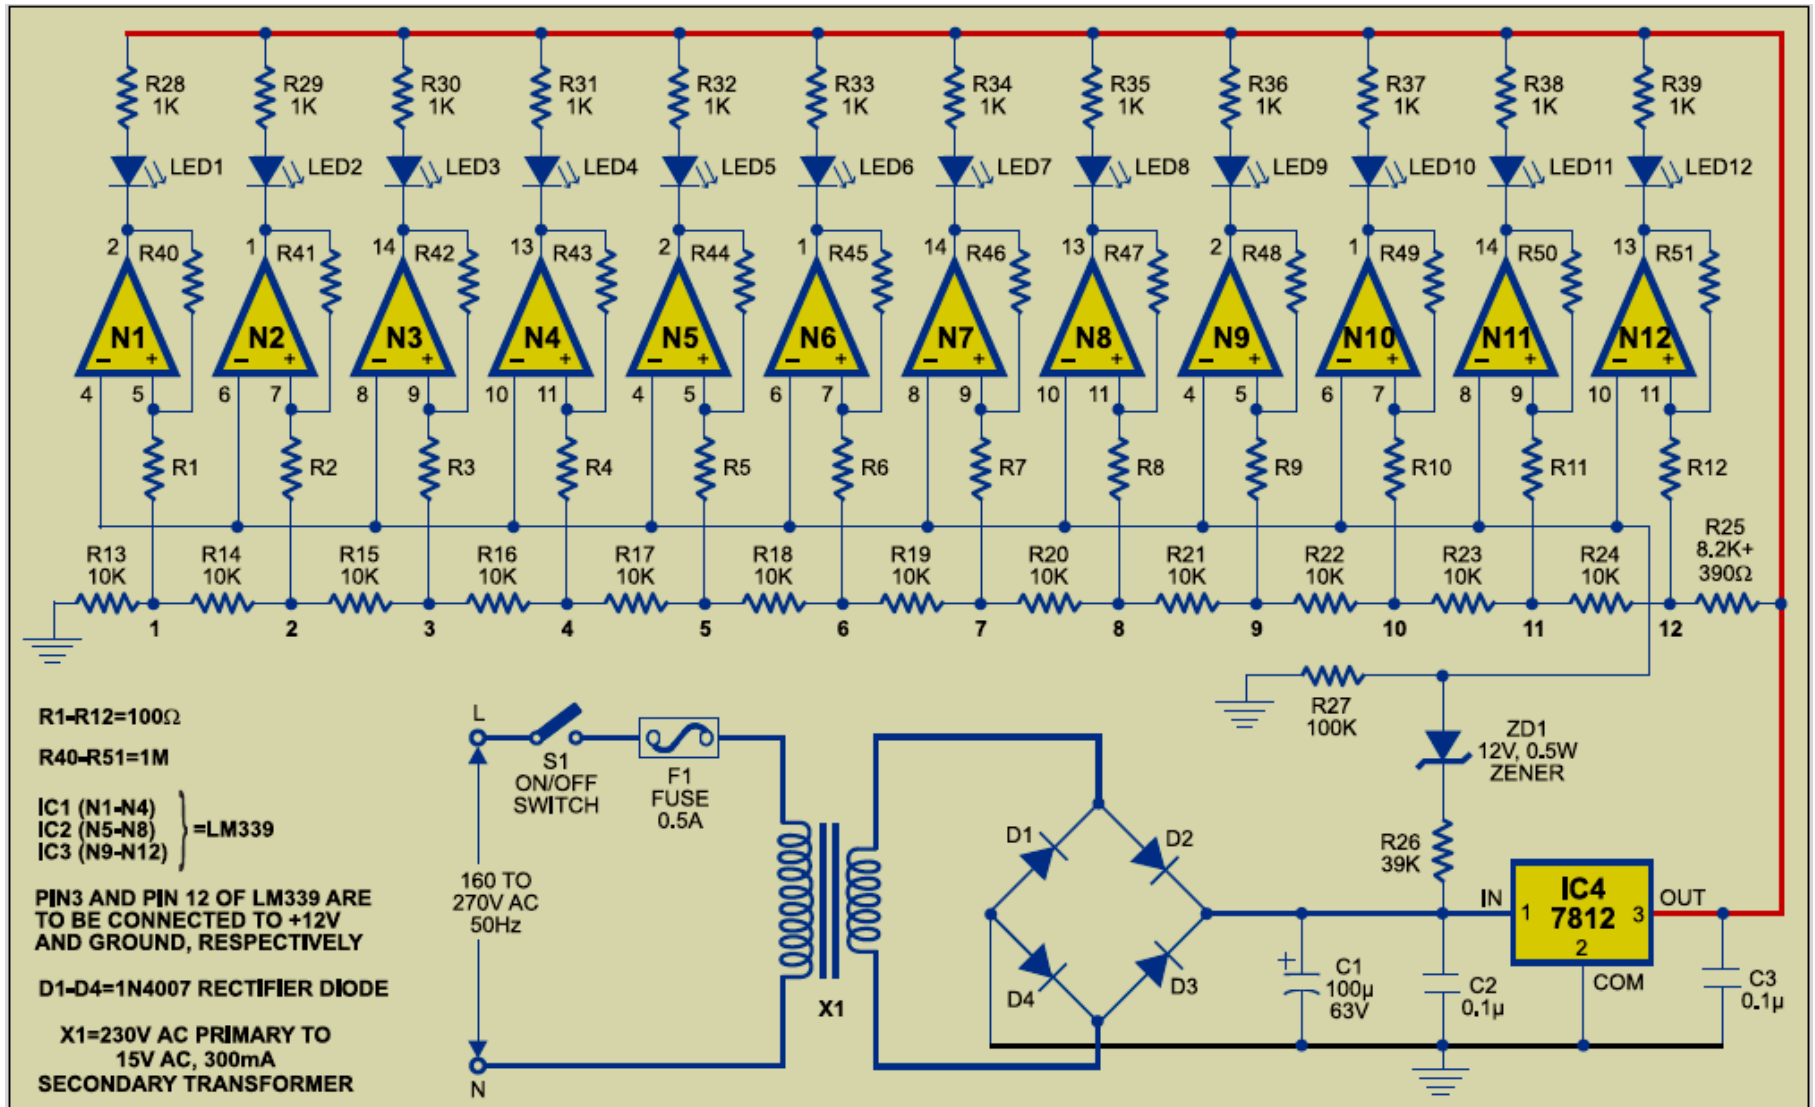 R28 1K
R29 1K
R30 1K
R31 1K
R32 1K
R33 1K
R34 1K
R35 1K
R36 1K
R37 1K
R38 1K
R39 1K
LED1
LED2
LED3
LED4
LED5
LED6
LED7
LED8
LED9
LED10
LED11
LED12
2 R40
1 R41
14 R42
13 R43
2 R44
1 R45
14 R46
13 R47
2 R48
1 R49
14 R50
13 R51
N1
N2
N3
N4
N5
N6
N7
N8
N9
N10
N11
N12
− +
− +
− +
− +
− +
− +
− +
− +
− +
− +
− +
− +
4 5
6 7
8 9
10 11
4 5
6 7
8 9
10 11
4 5
6 7
8 9
10 11
R1
R2
R3
R4
R5
R6
R7
R8
R9
R10
R11
R12
R13 10K
R14 10K
R15 10K
R16 10K
R17 10K
R18 10K
R19 10K
R20 10K
R21 10K
R22 10K
R23 10K
R24 10K
R25
8.2K+
390Ω
1
2
3
4
5
6
7
8
9
10
11
12
R1-R12=100Ω
R40-R51=1M
IC1 (N1-N4)
IC2 (N5-N8)
IC3 (N9-N12)
=LM339
PIN3 AND PIN 12 OF LM339 ARE
TO BE CONNECTED TO +12V
AND GROUND, RESPECTIVELY
D1-D4=1N4007 RECTIFIER DIODE
X1=230V AC PRIMARY TO
15V AC, 300mA
SECONDARY TRANSFORMER
L
S1
ON/OFF
SWITCH
F1
FUSE
0.5A
160 TO
270V AC
50Hz
N
X1
D1
D2
D4
D3
R27
100K
ZD1
12V, 0.5W
ZENER
R26
39K
IN
1
IC4
7812
3
2
OUT
COM
+
C1
100µ
63V
C2
0.1µ
C3
0.1µ